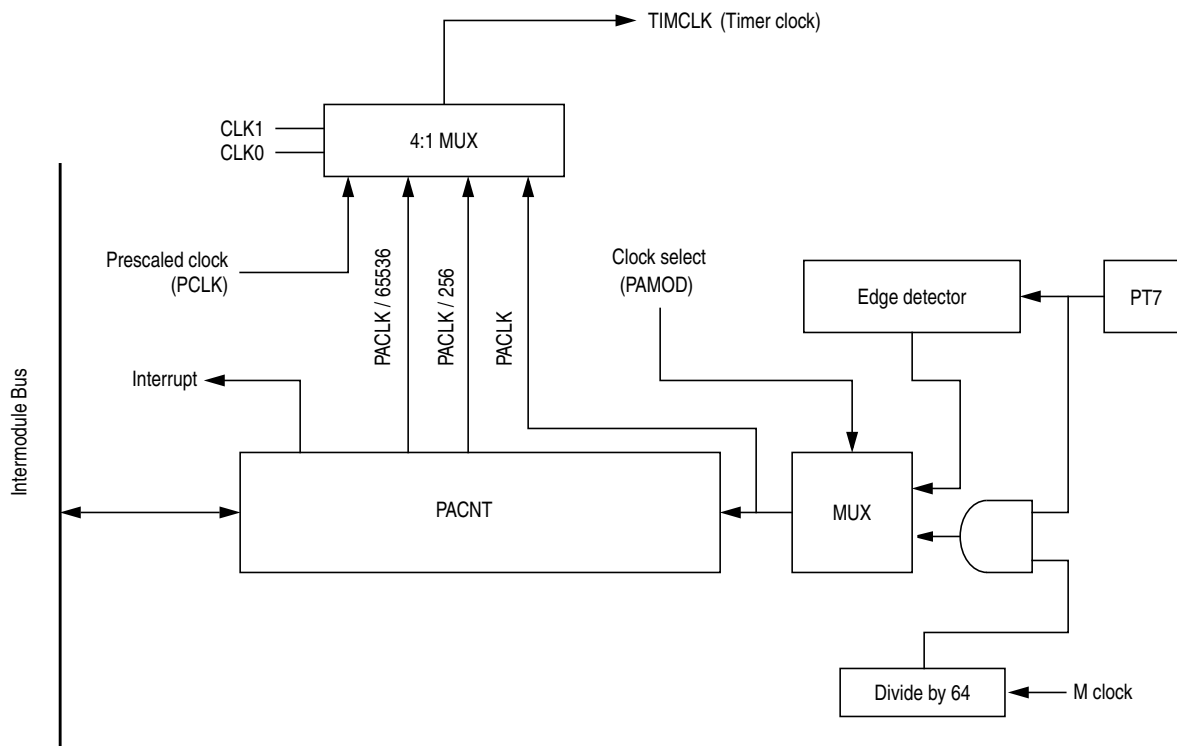 TIMCLK (Timer clock)
CLK1
CLK0
4:1 MUX
Prescaled clock
(PCLK)
PACLK / 65536
PACLK / 256
PACLK
Clock select
(PAMOD)
Edge detector
PT7
Interrupt
Intermodule Bus
PACNT
MUX
Divide by 64
M clock